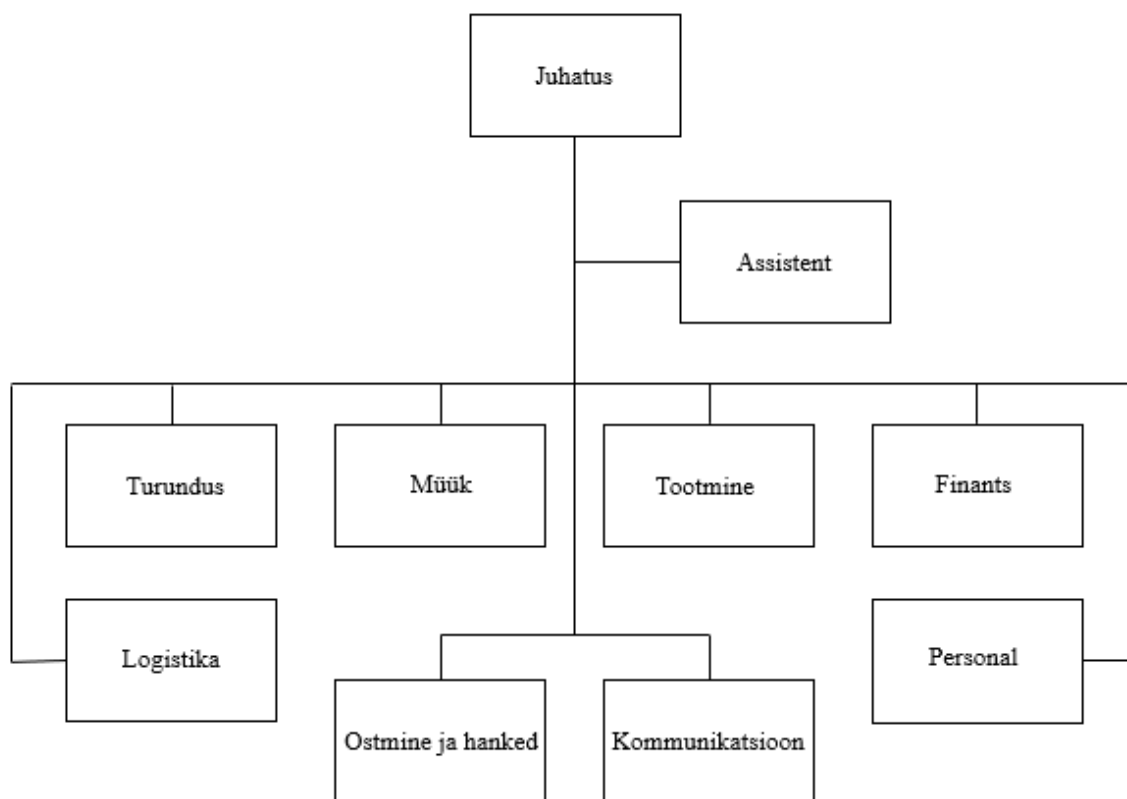 Juhatus
Assistent
Turundus
Müük
Tootmine
Finants
Logistika
Personal
Ostmine ja hanked
Kommunikatsioon